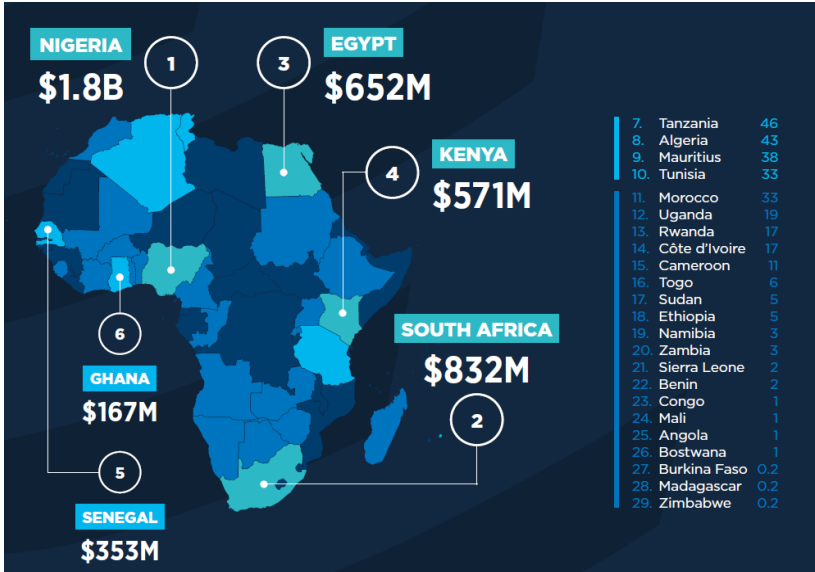 NIGERIA
1
$1.8B
3
EGYPT
$652M
4
KENYA
$571M
SOUTH AFRICA
$832M
2
6
GHANA
$167M
5
SENEGAL
$353M
7. Tanzania 46
8. Algeria 43
9. Mauritius 38
10. Tunisia 33
11. Morocco 33
12. Uganda 19
13. Rwanda 17
14. Côte d'Ivoire 17
15. Cameroon 11
16. Togo 6
17. Sudan 5
18. Ethiopia 5
19. Namibia 3
20. Zambia 3
21. Sierra Leone 2
22. Benin 2
23. Congo 1
24. Mali 1
25. Angola 1
26. Bostwana 1
27. Burkina Faso 0.2
28. Madagascar 0.2
29. Zimbabwe 0.2